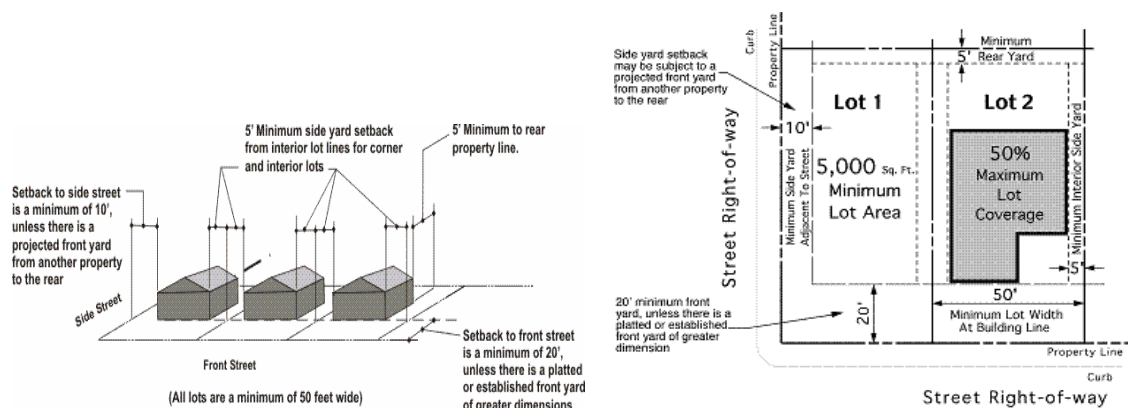 5' Minimum side yard setback
from interior lot lines for corner
and interior lots
5' Minimum to rear
property line.
Setback to side street
is a minimum of 10',
unless there is a
projected front yard
from another property
to the rear
Side Street
Front Street
(All lots are a minimum of 50 feet wide)
Setback to front street
is a minimum of 20',
unless there is a platted
or established front yard
of greater dimensions
Curb
Property Line
Minimum
5' Rear Yard
Side yard setback
may be subject to a
projected front yard
from another property
to the rear
Lot 1
Lot 2
10'
Street Right-of-way
Minimum Side Yard
Adjacent To Street
5,000 Sq. Ft.
Minimum
Lot Area
50%
Maximum
Lot
Coverage
Minimum Interior Side Yard
5'
20' minimum front
yard, unless there is a
platted or established
front yard of greater
dimension
20'
50'
Minimum Lot Width
At Building Line
Property Line
Curb
Street Right-of-way